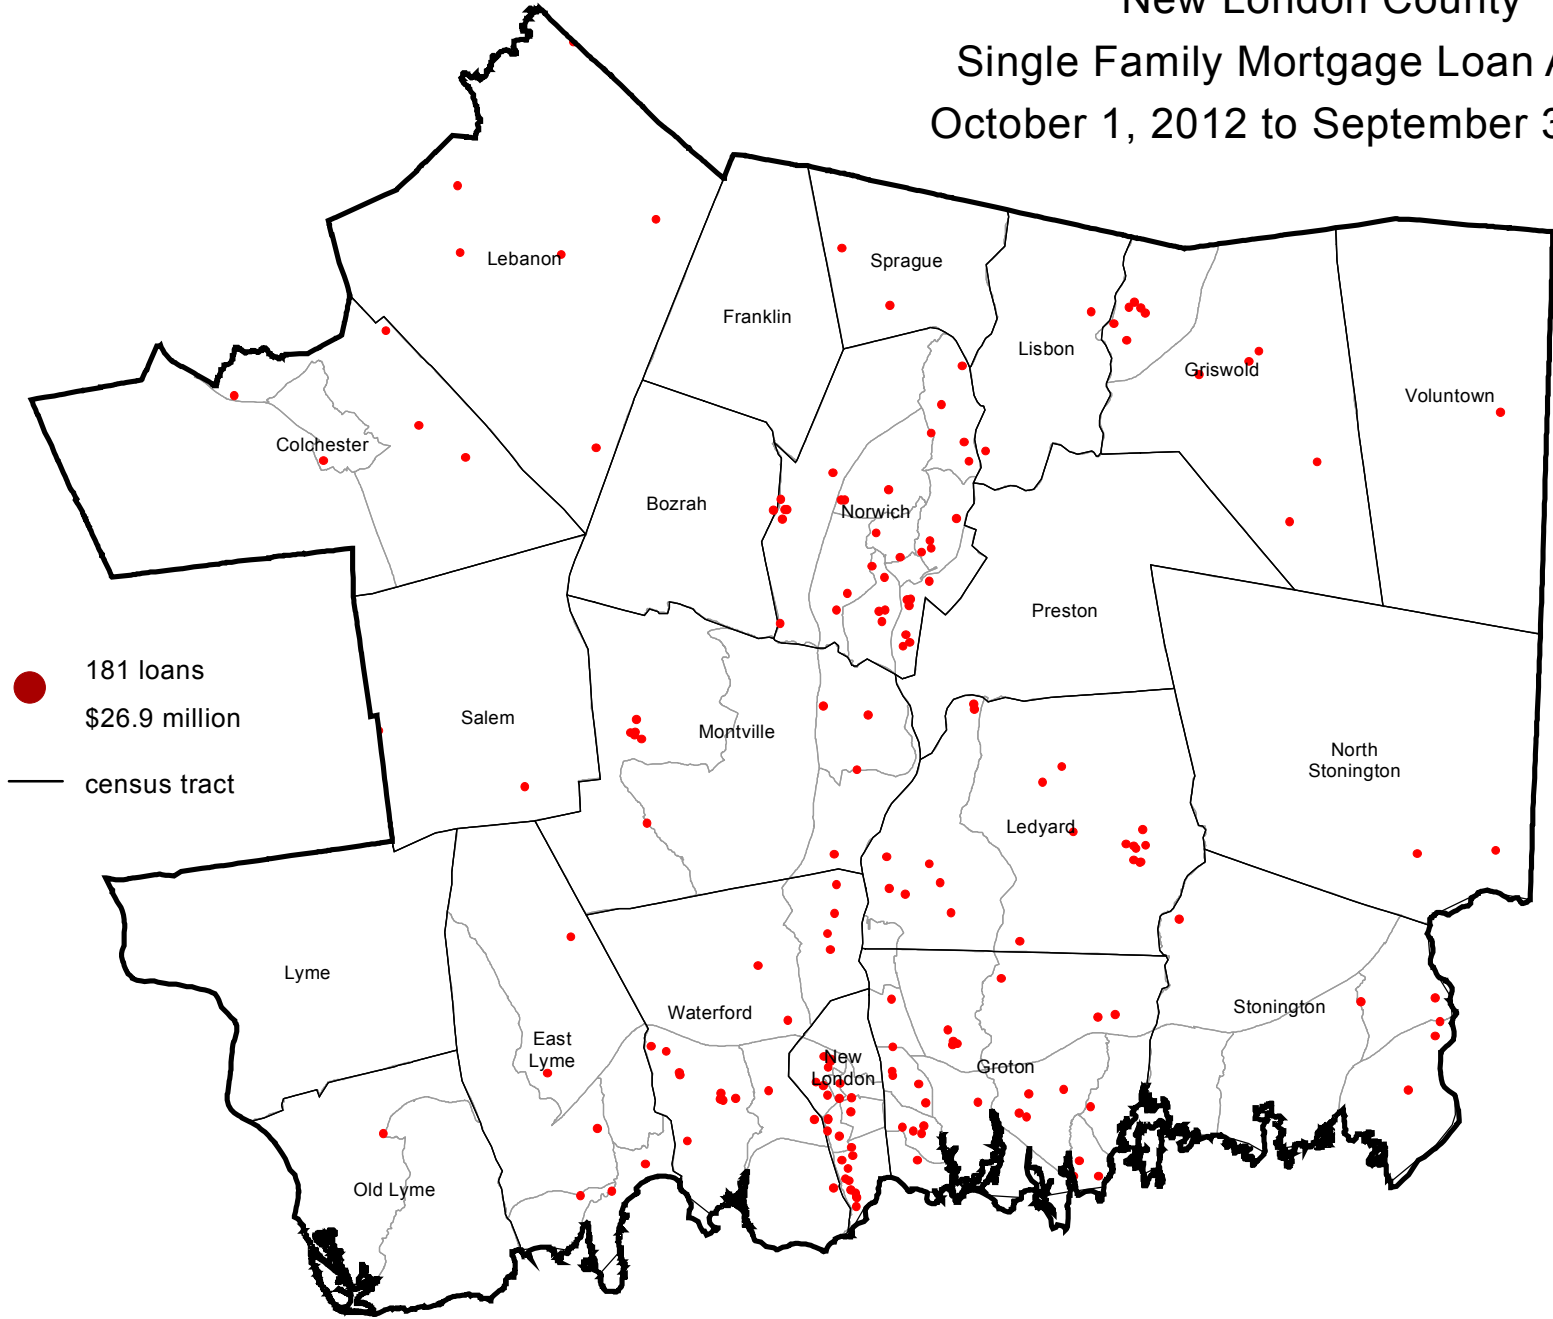 New London County
Single Family Mortgage Loan
October 1, 2012 to September
Lebanon
Sprague
Franklin
Lisbon
Griswold
Voluntown
Colchester
Bozrah
Norwich
Preston
181 loans
$26.9 million
census tract
Salem
Montville
North
Stonington
Ledyard
Lyme
Waterford
Stonington
East
Lyme
New
London
Groton
Old Lyme